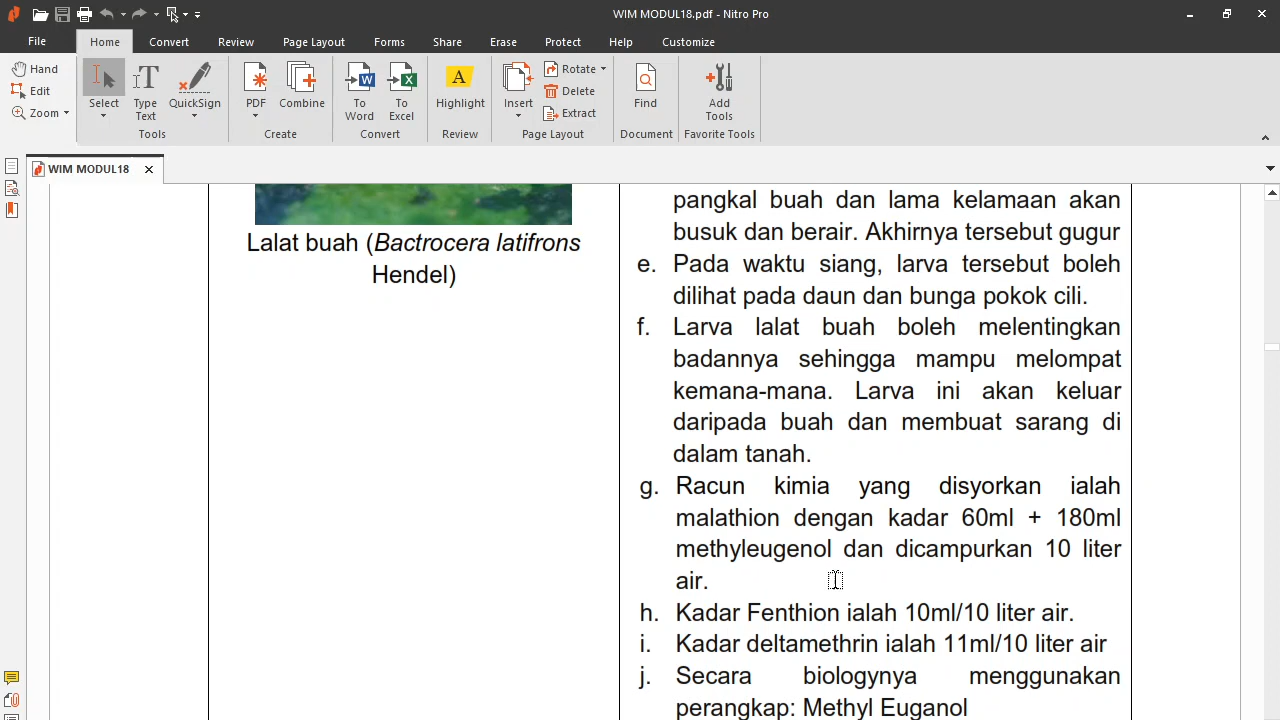 WIM MODUL18.pdf - Nitro Pro
File Home Convert Review Page Layout Forms Share Erase Protect Help Customize
Hand
Edit
Zoom
Select
Type Text
QuickSign
Tools
PDF
Combine
Create
To Word
To Excel
Convert
Highlight
Review
Insert
Rotate
Delete
Extract
Page Layout
Find
Document
Add Tools
Favorite Tools
WIM MODUL18
Lalat buah (Bactrocera latifrons
Hendel)
pangkal buah dan lama kelamaan akan
busuk dan berair. Akhirnya tersebut gugur
e. Pada waktu siang, larva tersebut boleh
dilihat pada daun dan bunga pokok cili.
f. Larva lalat buah boleh melentingkan
badannya sehingga mampu melompat
kemana-mana. Larva ini akan keluar
daripada buah dan membuat sarang di
dalam tanah.
g. Racun kimia yang disyorkan ialah
malathion dengan kadar 60ml + 180ml
methyleugenol dan dicampurkan 10 liter
air.
h. Kadar Fenthion ialah 10ml/10 liter air.
i. Kadar deltamethrin ialah 11ml/10 liter air
j. Secara biologynya menggunakan
perangkap: Methyl Euganol